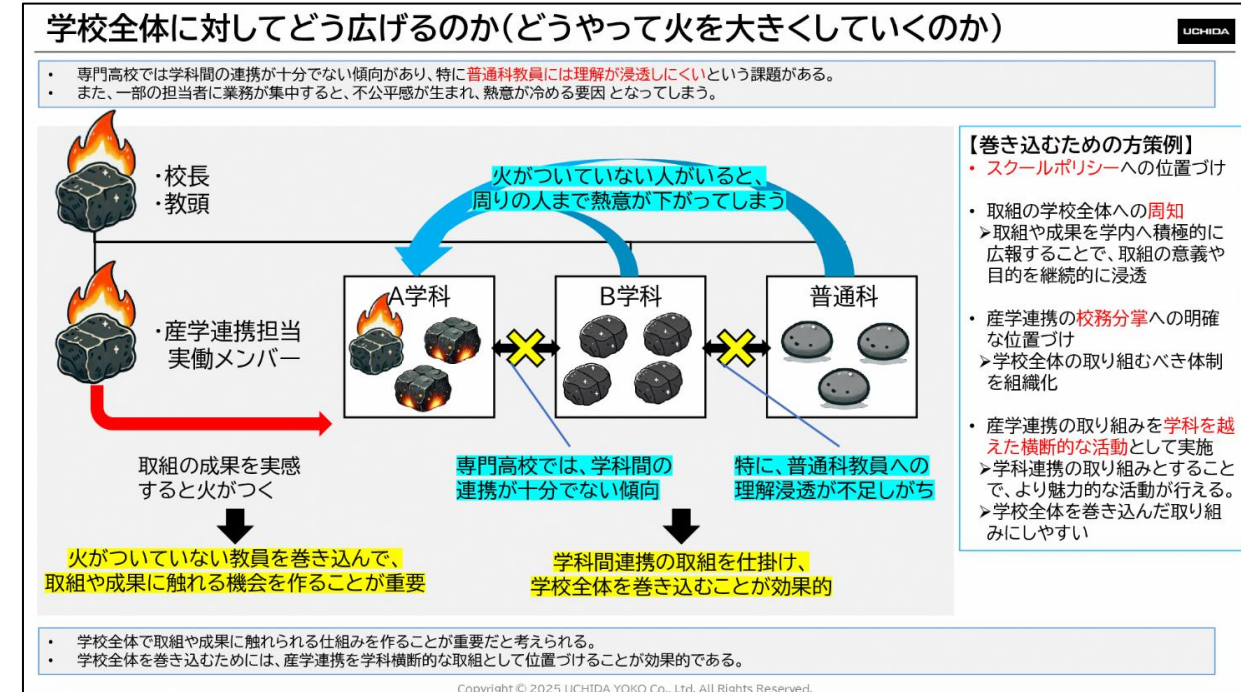 学校全体に対してどう広げるのか(どうやって火を大きくしていくのか)
UCHIDA
・ 専門高校では学科間の連携が十分でない傾向があり、特に普通科教員には理解が浸透しにくいという課題がある。
・ また、一部の担当者に業務が集中すると、不公平感が生まれ、熱意が冷める要因 となってしまう。
・校長
・教頭
火がついていない人がいると、
周りの人まで熱意が下がってしまう
・産学連携担当
実働メンバー
A学科
B学科
普通科
取組の成果を実感
すると火がつく
専門高校では、学科間の
連携が十分でない傾向
特に、普通科教員への
理解浸透が不足しがち
火がついていない教員を巻き込んで、
取組や成果に触れる機会を作ることが重要
学科間連携の取組を仕掛け、
学校全体を巻き込むことが効果的
【巻き込むための方策例】
・ スクールポリシーへの位置づけ
・ 取組の学校全体への周知
➢取組や成果を学内へ積極的に
広報することで、取組の意義や
目的を継続的に浸透
・ 産学連携の校務分掌への明確
な位置づけ
➢学校全体の取り組むべき体制
を組織化
・ 産学連携の取り組みを学科を越
えた横断的な活動として実施
➢学科連携の取り組みとすること
で、より魅力的な活動が行える。
➢学校全体を巻き込んだ取り組
みにしやすい
・ 学校全体で取組や成果に触れられる仕組みを作ることが重要だと考えられる。
・ 学校全体を巻き込むためには、産学連携を学科横断的な取組として位置づけることが効果的である。
Copyright © 2025 UCHIDA YOKO Co., Ltd. All Rights Reserved.